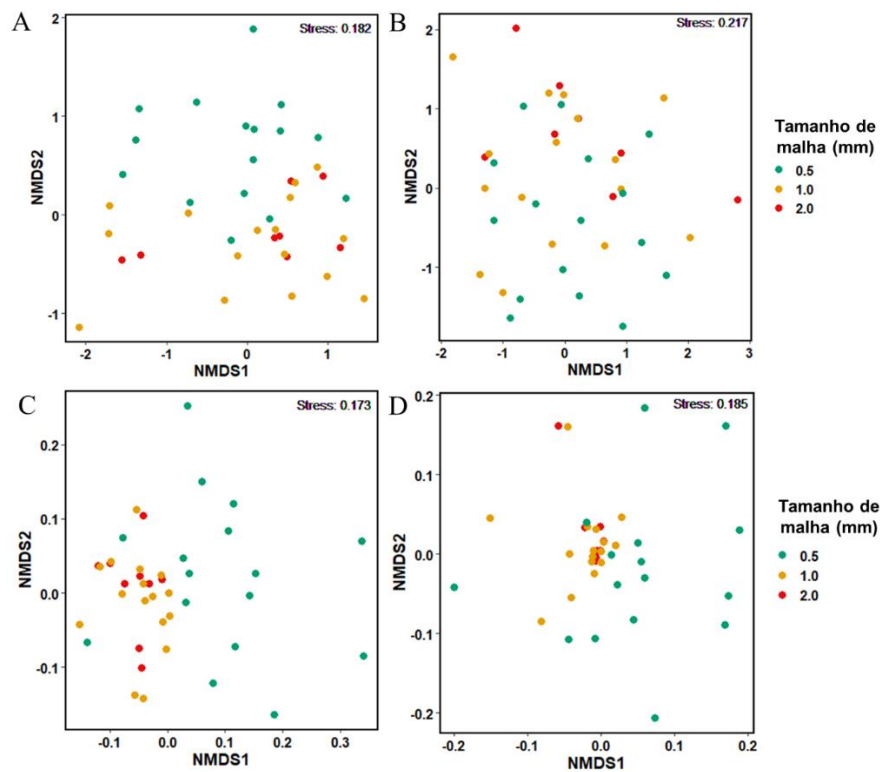 A
Stress: 0.182
2
1
0
-1
NMDS2
-2
-1
0
1
NMDS1
B
Stress: 0.217
2
1
0
-1
NMDS2
-2
-1
0
1
2
3
NMDS1
Tamanho de
malha (mm)
0.5
1.0
2.0
C
Stress: 0.173
0.2
0.1
0.0
-0.1
NMDS2
-0.1
0.0
0.1
0.2
0.3
NMDS1
D
Stress: 0.185
0.2
0.1
0.0
-0.1
-0.2
NMDS2
-0.2
-0.1
0.0
0.1
0.2
NMDS1
Tamanho de
malha (mm)
0.5
1.0
2.0